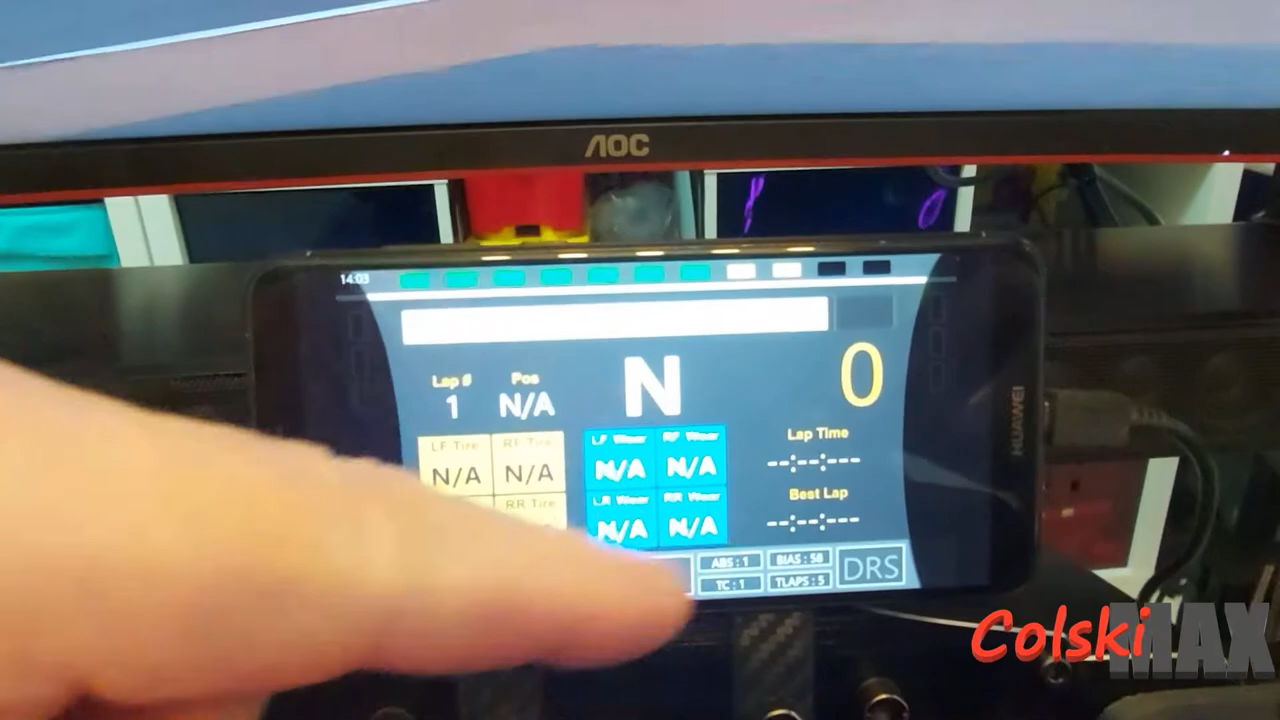 AOC
14:03
N
0
Lap #
Pos
1
N/A
LF Tire
RF Tire
N/A
N/A
RR Tire
LF Wear
RF Wear
N/A
N/A
LR Wear
RR Wear
N/A
N/A
Lap Time
--:--:---
Best Lap
--:--:---
ABS : 1
BIAS : 58
TC : 1
TLAPS : 5
DRS
HUAWEI
ColskiMAX